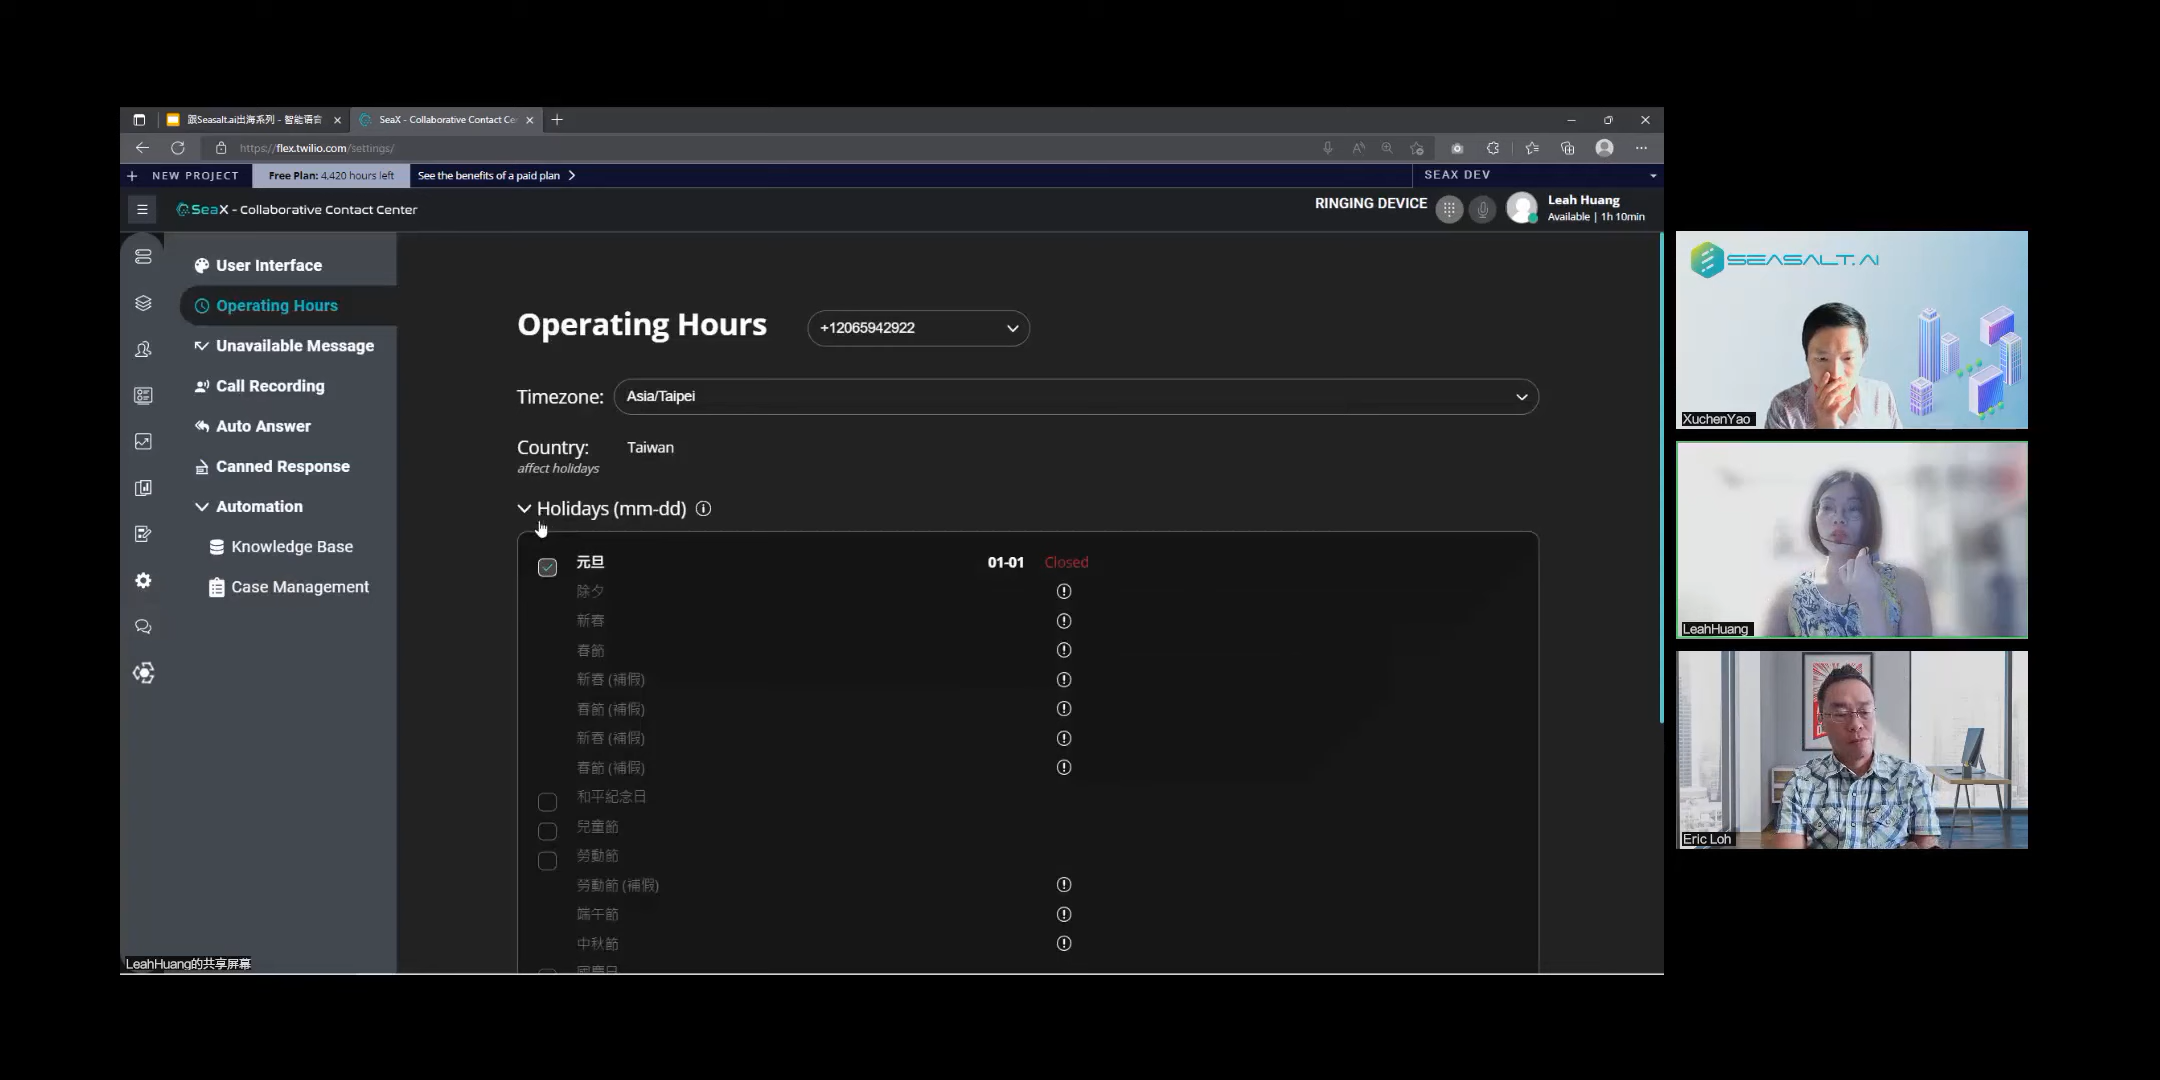 跟Seasalt.ai出海系列 - 智能语音
SeaX - Collaborative Contact Ce
https://flex.twilio.com/settings/
NEW PROJECT
Free Plan: 4,420 hours left
See the benefits of a paid plan
SEAX DEV
SeaX - Collaborative Contact Center
RINGING DEVICE
Leah Huang
Available | 1h 10min
User Interface
Operating Hours
Unavailable Message
Call Recording
Auto Answer
Canned Response
Automation
Knowledge Base
Case Management
Operating Hours
+12065942922
Timezone:
Asia/Taipei
Country:
Taiwan
affect holidays
Holidays (mm-dd)
元旦 01-01 Closed
除夕
新春
春節
新春 (補假)
春節 (補假)
新春 (補假)
春節 (補假)
和平紀念日
兒童節
勞動節
勞動節 (補假)
端午節
中秋節
國慶日
LeahHuang的共享屏幕
SEASALT.AI
XuchenYao
LeahHuang
Eric Loh